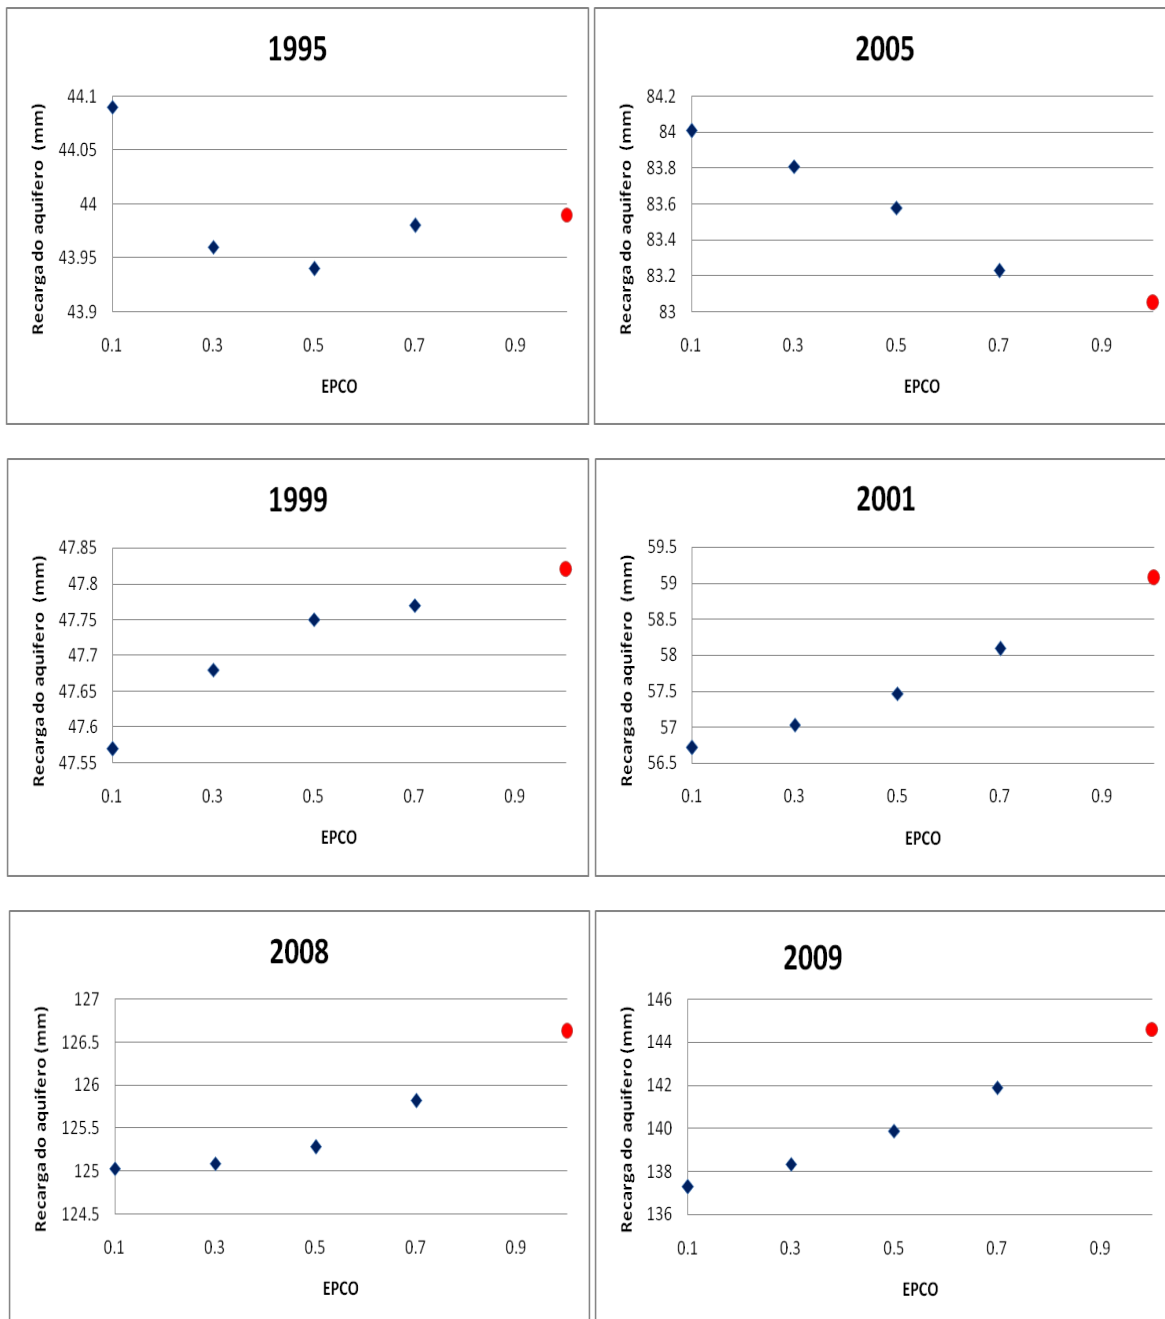 1995
Recarga do aquifero (mm)
44.1
44.05
44
43.95
43.9
0.1 0.3 0.5 0.7 0.9
EPCO
2005
Recarga do aquifero (mm)
84.2
84
83.8
83.6
83.4
83.2
83
0.1 0.3 0.5 0.7 0.9
EPCO
1999
Recarga do aquifero (mm)
47.85
47.8
47.75
47.7
47.65
47.6
47.55
0.1 0.3 0.5 0.7 0.9
EPCO
2001
Recarga do aquifero (mm)
59.5
59
58.5
58
57.5
57
56.5
0.1 0.3 0.5 0.7 0.9
EPCO
2008
Recarga do aquifero (mm)
127
126.5
126
125.5
125
124.5
0.1 0.3 0.5 0.7 0.9
EPCO
2009
Recarga do aquifero (mm)
146
144
142
140
138
136
0.1 0.3 0.5 0.7 0.9
EPCO